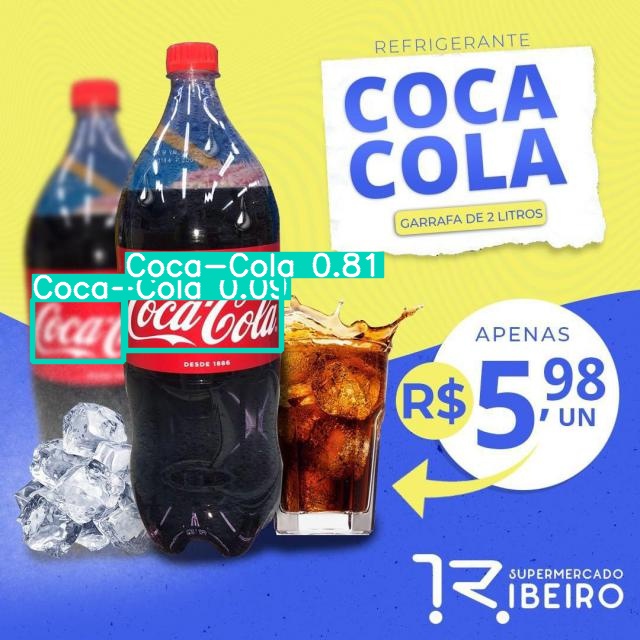 REFRIGERANTE
COCA
COLA
GARRAFA DE 2 LITROS
Coca-Cola 0.81
Coca-Cola 0.09
Coca-Cola
DESDE 1886
APENAS
R$ 5,98
UN
SUPERMERCADO
RIBEIRO